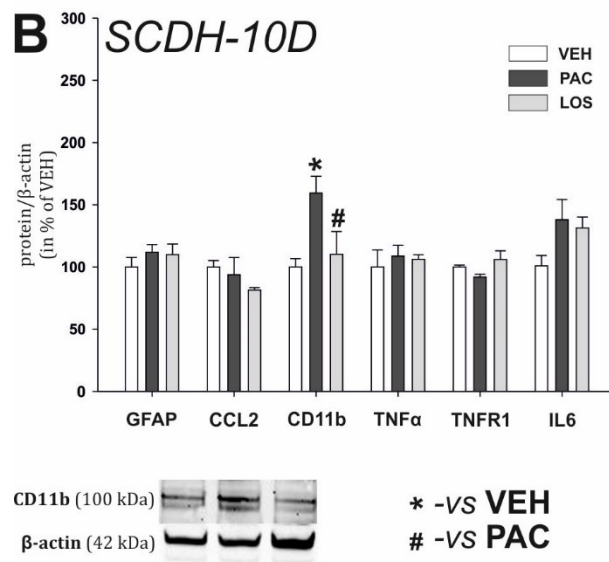 B SCDH-10D
300
250
200
150
100
50
0
protein/β-actin
(in % of VEH)
VEH
PAC
LOS
*
#
GFAP CCL2 CD11b TNFα TNFR1 IL6
CD11b (100 kDa)
β-actin (42 kDa)
* -vs VEH
# -vs PAC